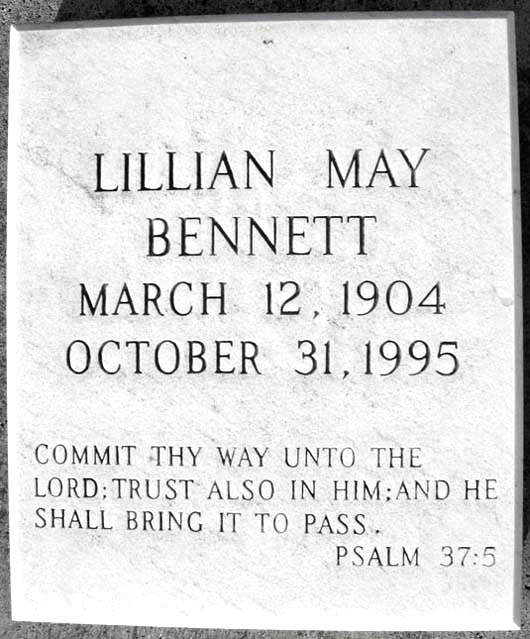 LILLIAN MAY
BENNETT
MARCH 12, 1904
OCTOBER 31, 1995
COMMIT THY WAY UNTO THE
LORD; TRUST ALSO IN HIM; AND HE
SHALL BRING IT TO PASS.
PSALM 37:5